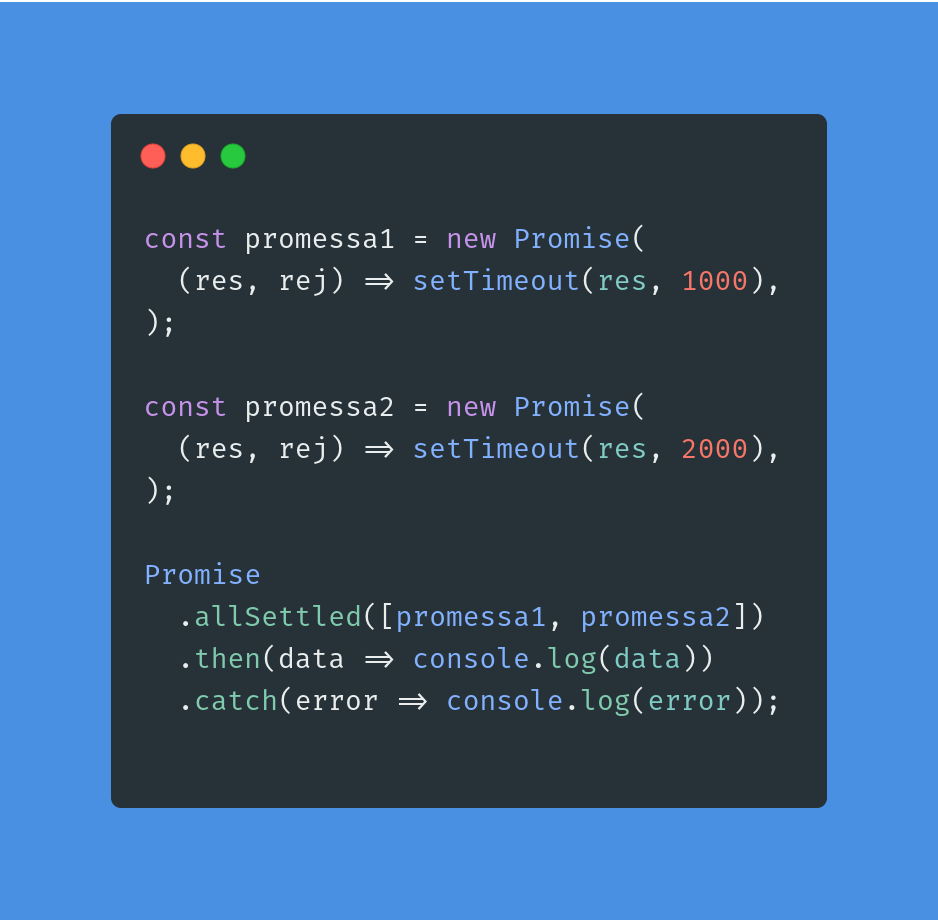 const promessa1 = new Promise(
  (res, rej) => setTimeout(res, 1000),
);

const promessa2 = new Promise(
  (res, rej) => setTimeout(res, 2000),
);

Promise
  .allSettled([promessa1, promessa2])
  .then(data => console.log(data))
  .catch(error => console.log(error));